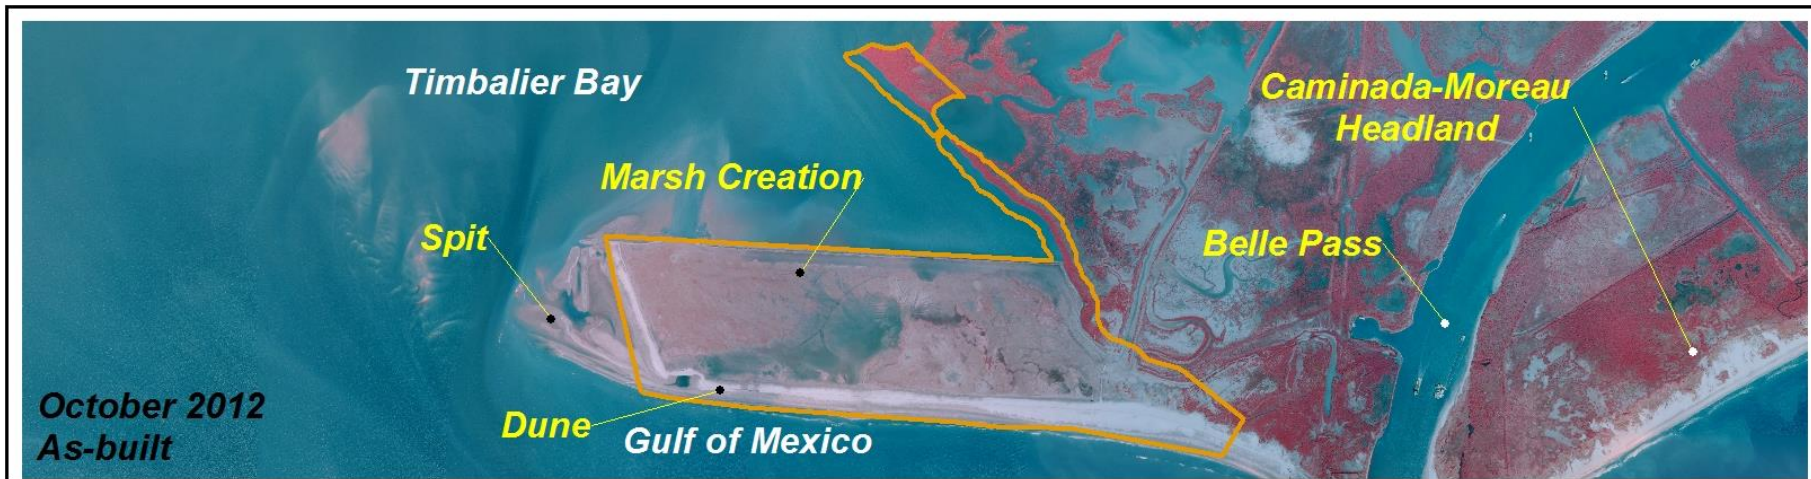 Timbalier Bay
Caminada-Moreau
Headland
Marsh Creation
Spit
Belle Pass
October 2012
As-built
Dune
Gulf of Mexico